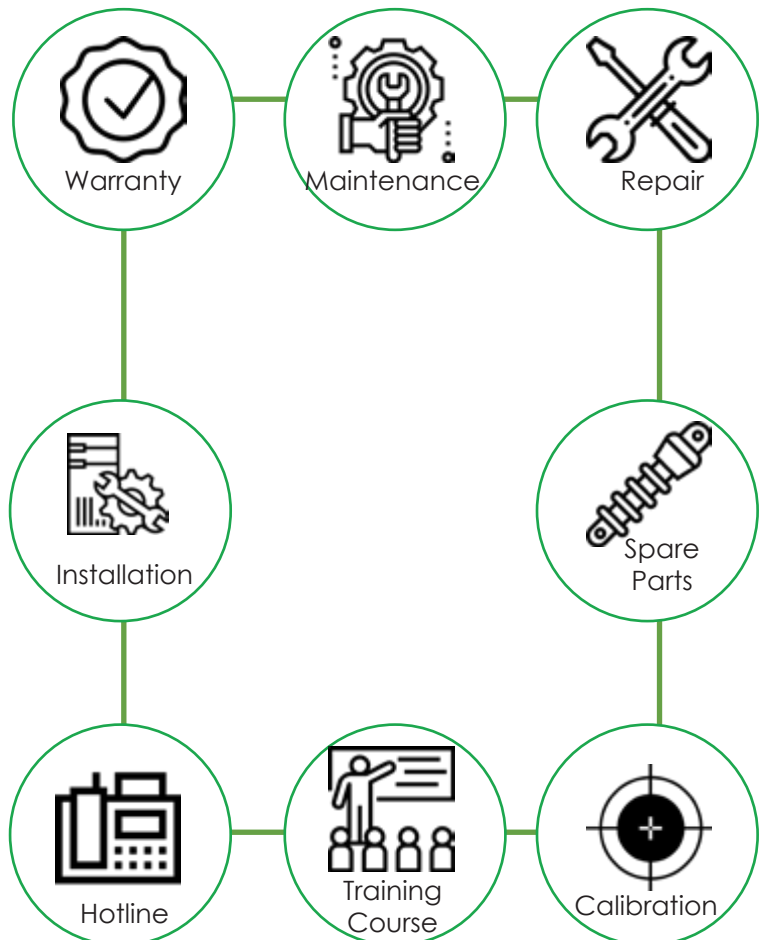 Warranty
Maintenance
Repair
Installation
Spare
Parts
Hotline
Training
Course
Calibration